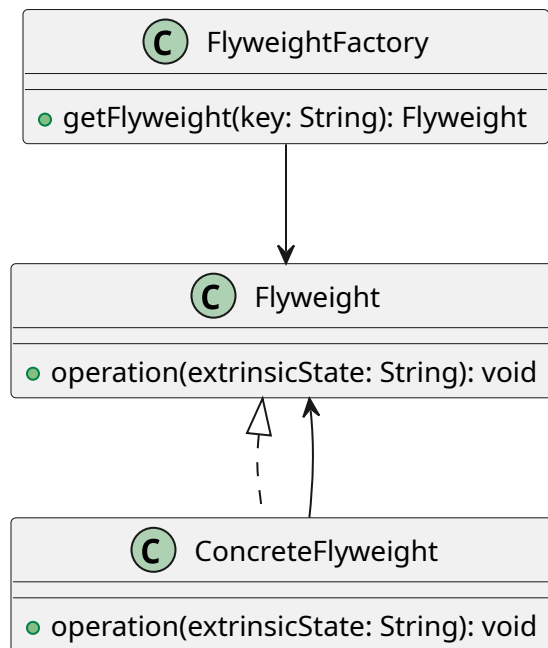 C FlyweightFactory
getFlyweight(key: String): Flyweight
C Flyweight
operation(extrinsicState: String): void
C ConcreteFlyweight
operation(extrinsicState: String): void